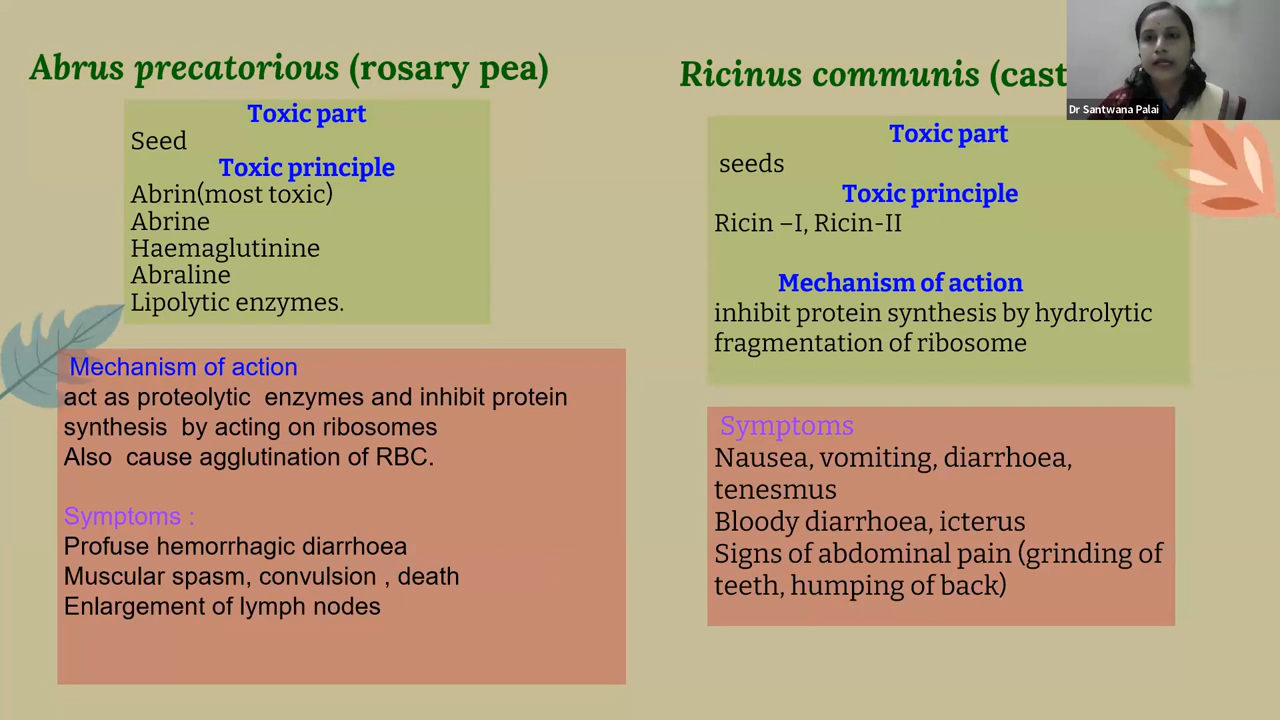 Abrus precatorious (rosary pea)
Toxic part
Seed
Toxic principle
Abrin(most toxic)
Abrine
Haemaglutinine
Abraline
Lipolytic enzymes.
Mechanism of action
act as proteolytic enzymes and inhibit protein
synthesis by acting on ribosomes
Also cause agglutination of RBC.
Symptoms :
Profuse hemorrhagic diarrhoea
Muscular spasm, convulsion , death
Enlargement of lymph nodes
Ricinus communis (cast
Toxic part
seeds
Toxic principle
Ricin –I, Ricin-II
Mechanism of action
inhibit protein synthesis by hydrolytic
fragmentation of ribosome
Symptoms
Nausea, vomiting, diarrhoea,
tenesmus
Bloody diarrhoea, icterus
Signs of abdominal pain (grinding of
teeth, humping of back)
Dr Santwana Palai